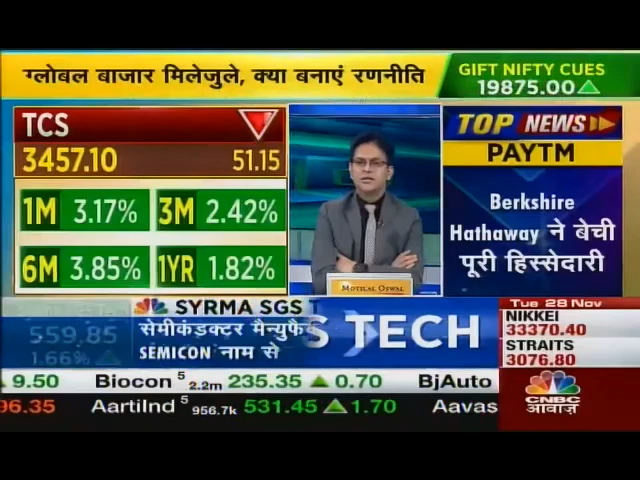 ग्लोबल बाजार मिलेजुले, क्या बनाएं रणनीति
GIFT NIFTY CUES
19875.00
TCS
3457.10 51.15
1M 3.17% 3M 2.42%
6M 3.85% 1YR 1.82%
MOTILAL OSWAL
TOP NEWS
PAYTM
Berkshire
Hathaway ने बेची
पूरी हिस्सेदारी
559.85
1.66%
SYRMA SGS
सेमीकंडक्टर मैन्युफै
SEMICON नाम से
S TECH
Tue 28 Nov
NIKKEI
33370.40
STRAITS
3076.80
9.50 Biocon 5 2.2m 235.35 0.70 BjAuto
96.35 AartiInd 5 956.7k 531.45 1.70 Aavas
NEWS
CNBC
आवाज़